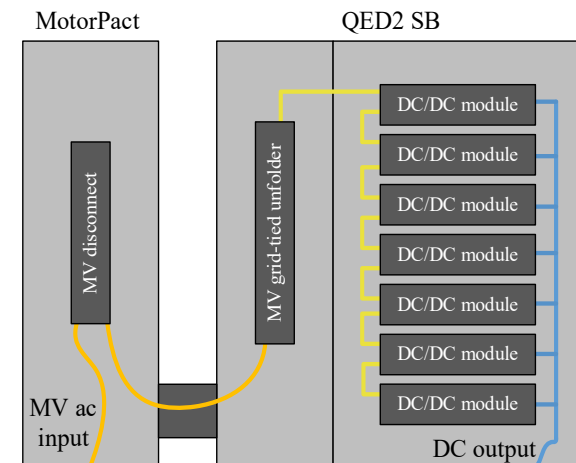 MotorPact
QED2 SB
MV disconnect
MV grid-tied unfolder
DC/DC module
DC/DC module
DC/DC module
DC/DC module
DC/DC module
DC/DC module
DC/DC module
MV ac
input
DC output